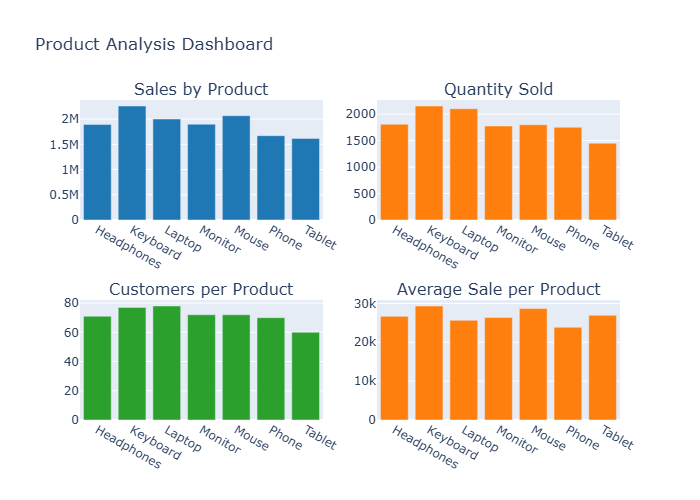 Product Analysis Dashboard
Sales by Product
2M
1.5M
1M
0.5M
0
Headphones
Keyboard
Laptop
Monitor
Mouse
Phone
Tablet
Quantity Sold
2000
1500
1000
500
0
Headphones
Keyboard
Laptop
Monitor
Mouse
Phone
Tablet
Customers per Product
80
60
40
20
0
Headphones
Keyboard
Laptop
Monitor
Mouse
Phone
Tablet
Average Sale per Product
30k
20k
10k
0
Headphones
Keyboard
Laptop
Monitor
Mouse
Phone
Tablet